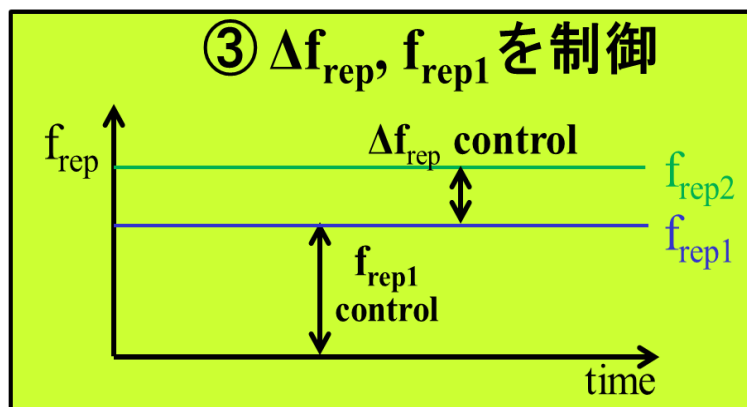 ③ Δfrep, frep1を制御
frep
Δfrep control
frep2
frep1
frep1
control
time